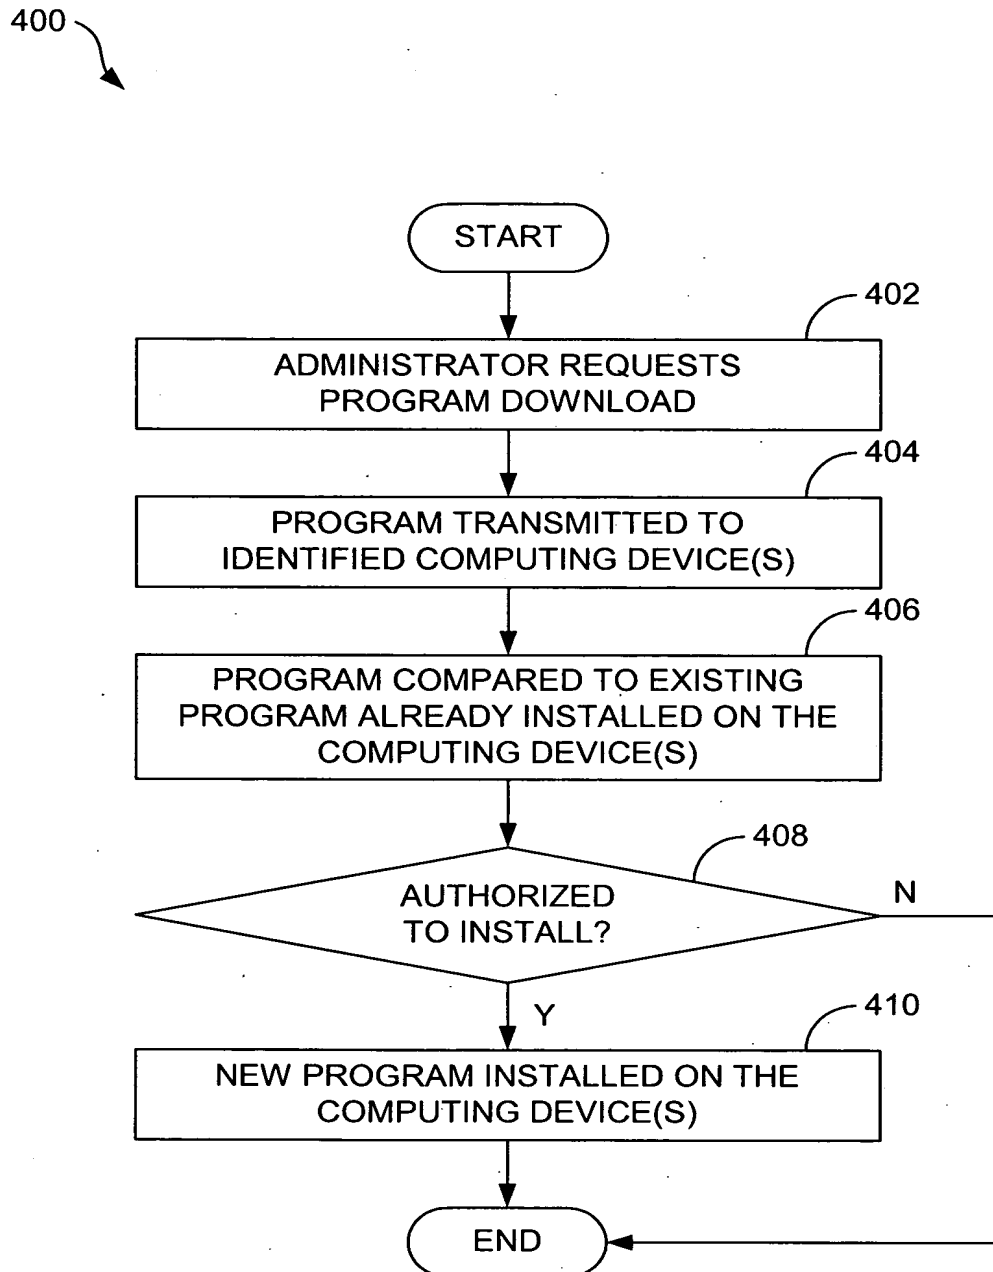 400
START
402
ADMINISTRATOR REQUESTS
PROGRAM DOWNLOAD
404
PROGRAM TRANSMITTED TO
IDENTIFIED COMPUTING DEVICE(S)
406
PROGRAM COMPARED TO EXISTING
PROGRAM ALREADY INSTALLED ON THE
COMPUTING DEVICE(S)
408
AUTHORIZED
TO INSTALL?
N
Y
410
NEW PROGRAM INSTALLED ON THE
COMPUTING DEVICE(S)
END